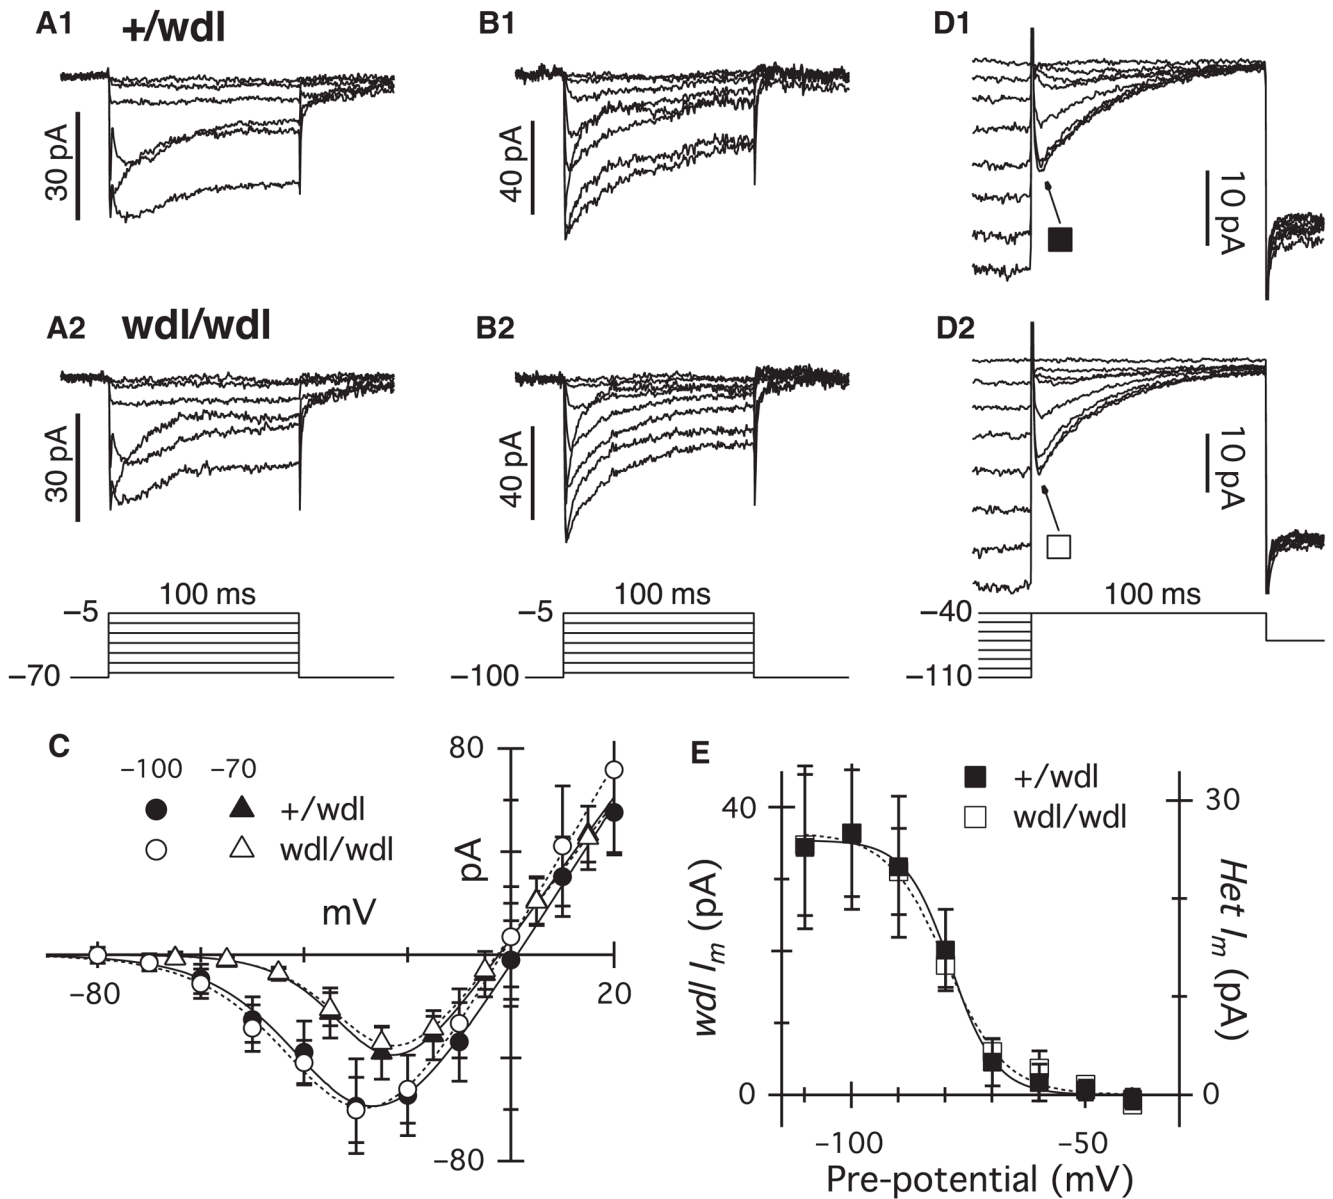 A1 +/wdl
B1
D1
30 pA
40 pA
10 pA
A2 wdl/wdl
B2
D2
30 pA
40 pA
10 pA
100 ms
−5
−70
100 ms
−5
−100
100 ms
−40
−110
C
−100 −70
+/wdl
wdl/wdl
mV
pA
80
−80
20
−80
E
+/wdl
wdl/wdl
40
0
wdl Im (pA)
30
0
Het Im (pA)
−100
−50
Pre-potential (mV)